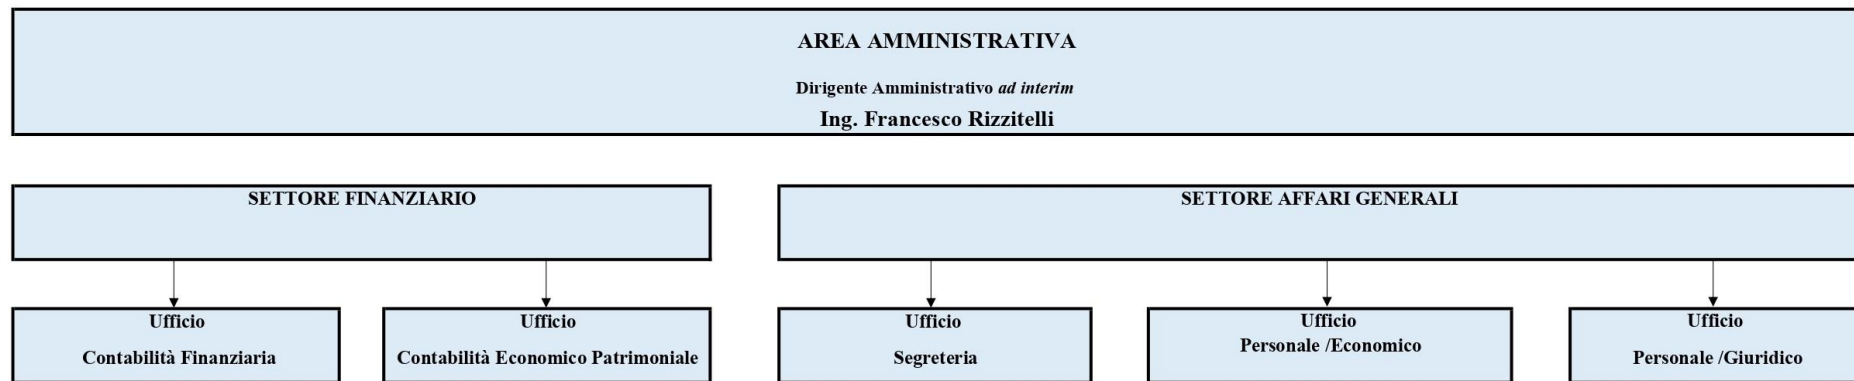 AREA AMMINISTRATIVA
Dirigente Amministrativo ad interim
Ing. Francesco Rizzitelli
SETTORE FINANZIARIO
SETTORE AFFARI GENERALI
Ufficio
Contabilità Finanziaria
Ufficio
Contabilità Economico Patrimoniale
Ufficio
Segreteria
Ufficio
Personale /Economico
Ufficio
Personale /Giuridico